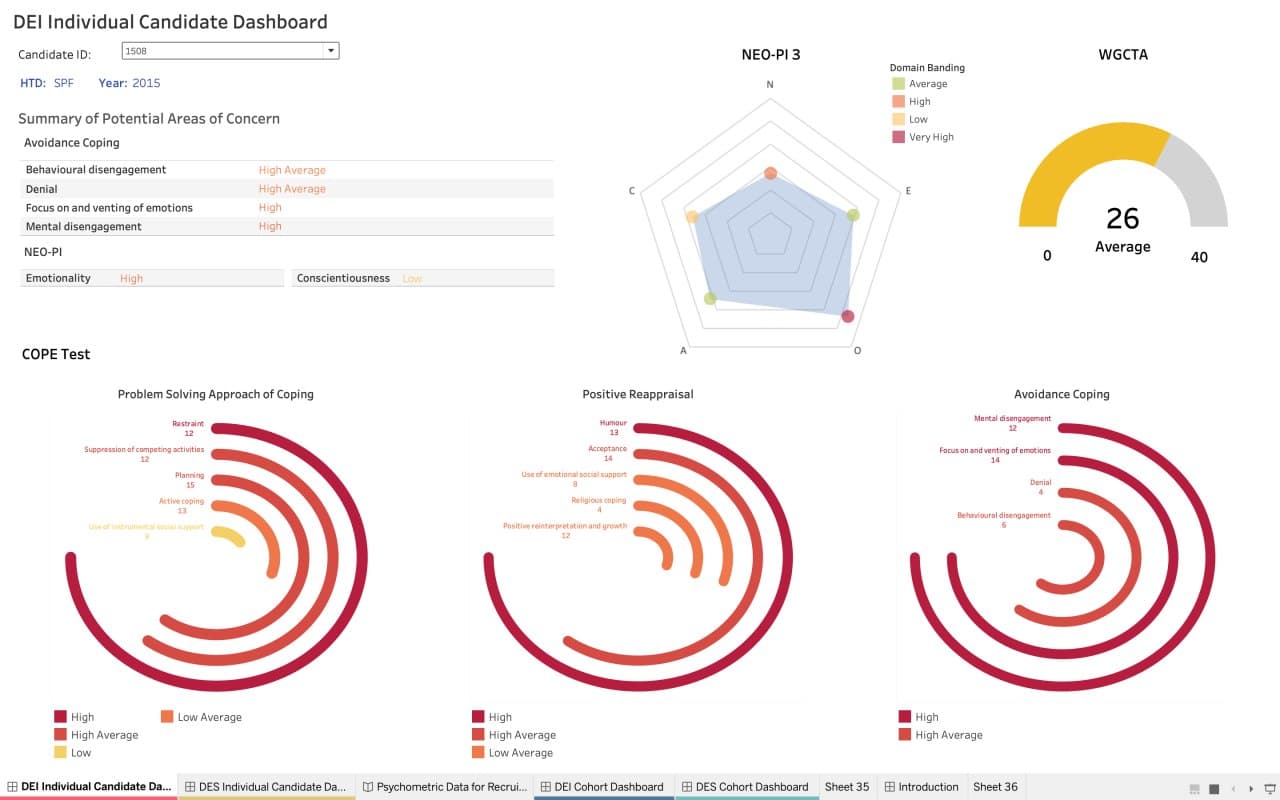 DEI Individual Candidate Dashboard
Candidate ID: 1508
HTD: SPF Year: 2015
Summary of Potential Areas of Concern
Avoidance Coping
Behavioural disengagement High Average
Denial High Average
Focus on and venting of emotions High
Mental disengagement High
NEO-PI
Emotionality High Conscientiousness Low
NEO-PI 3
N
E
O
A
C
Domain Banding
Average
High
Low
Very High
WGCTA
26
Average
0
40
COPE Test
Problem Solving Approach of Coping
Restraint
12
Suppression of competing activities
12
Planning
15
Active coping
13
Use of instrumental social support
High
High Average
Low
Low Average
Positive Reappraisal
Humour
13
Acceptance
14
Use of emotional social support
8
Religious coping
4
Positive reinterpretation and growth
12
High
High Average
Low Average
Avoidance Coping
Mental disengagement
12
Focus on and venting of emotions
14
Denial
4
Behavioural disengagement
6
High
High Average
DEI Individual Candidate Da...
DES Individual Candidate Da...
Psychometric Data for Recrui...
DEI Cohort Dashboard
DES Cohort Dashboard
Sheet 35
Introduction
Sheet 36